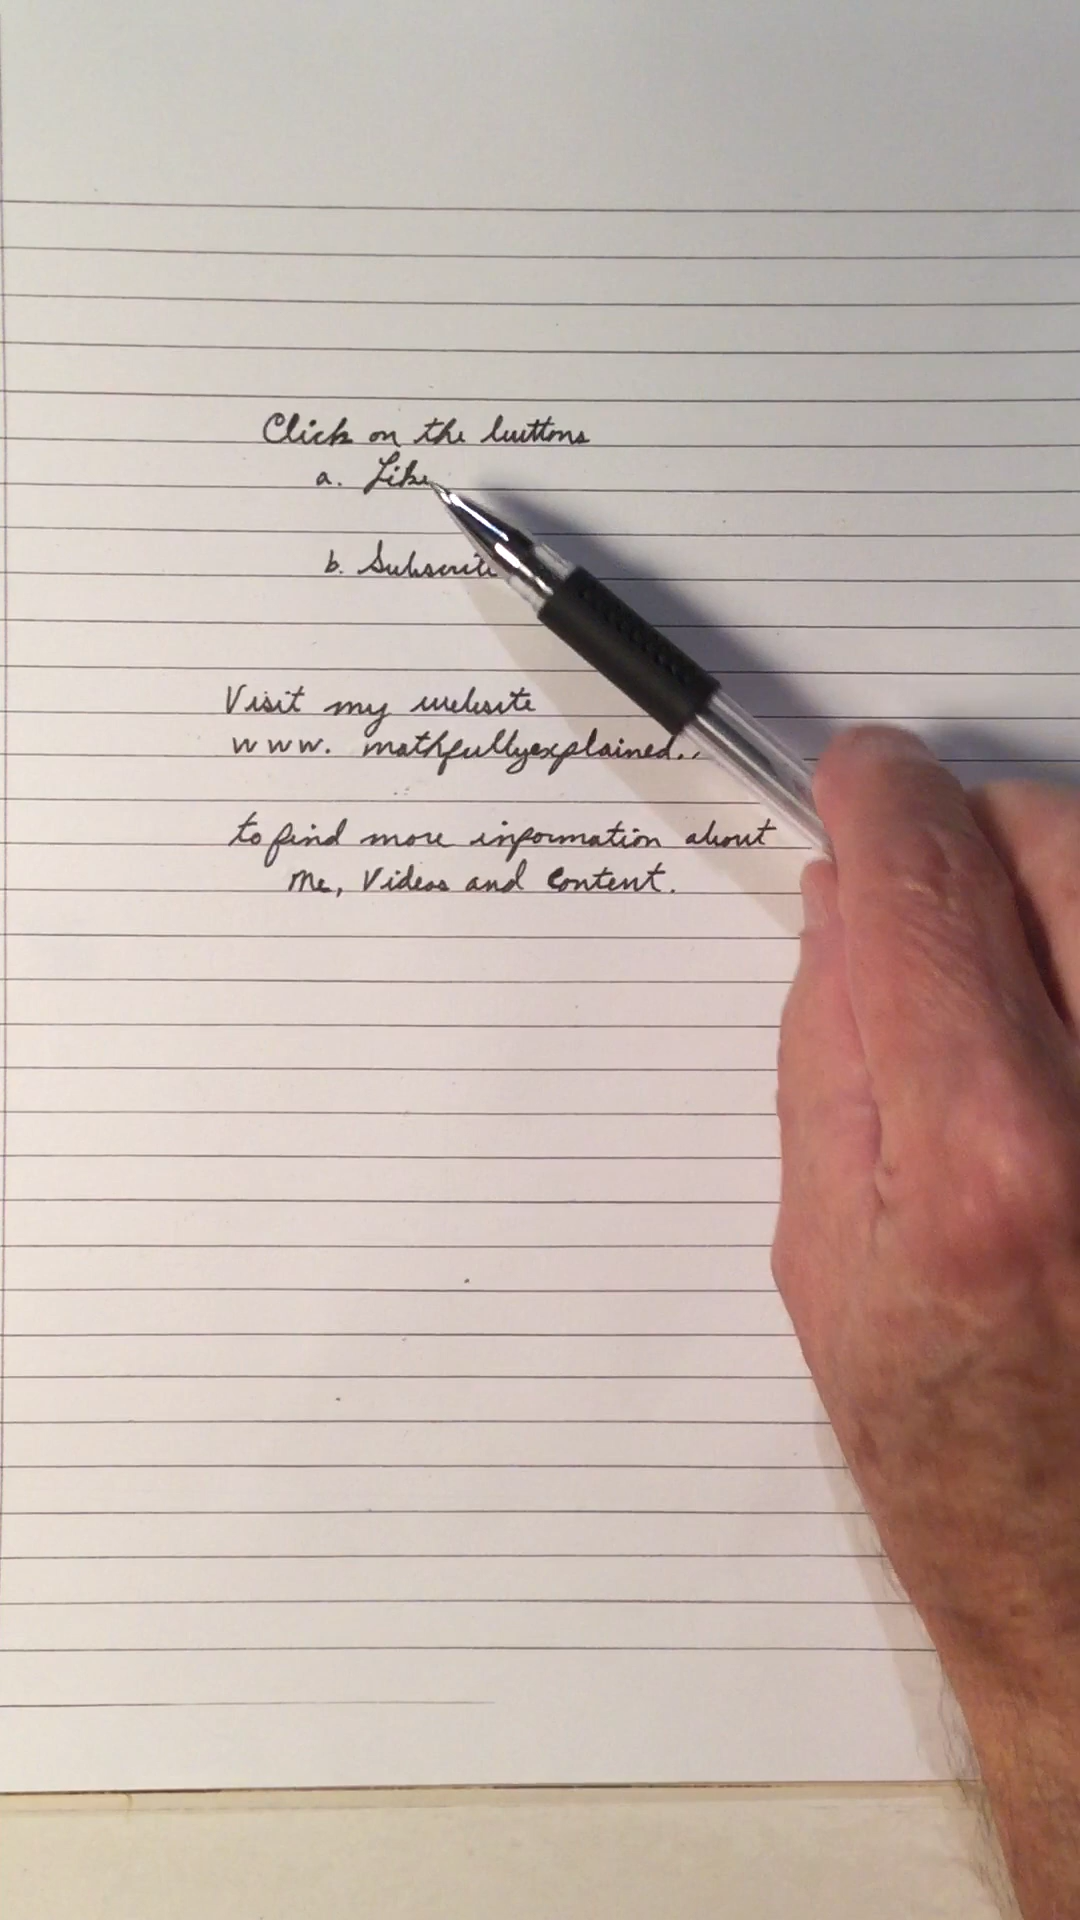 Click on the buttons
a. Like
b. Subscribe
Visit my website
www. mathfullyexplained.
to find more information about
Me, Videos and Content.